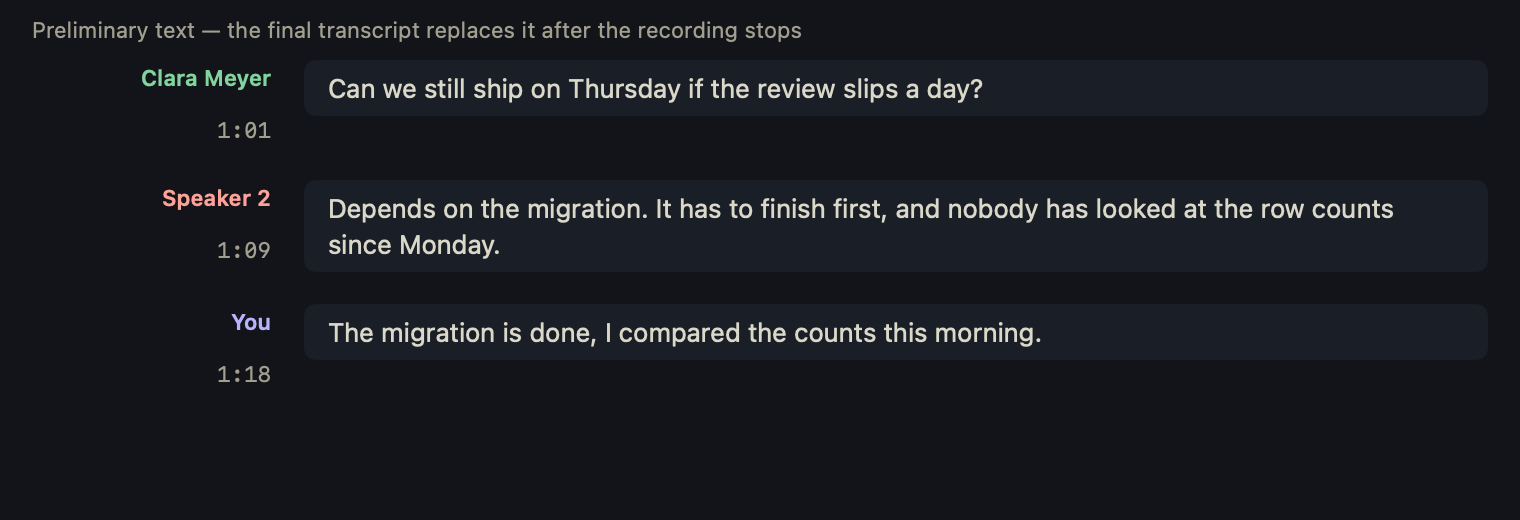 Preliminary text — the final transcript replaces it after the recording stops
Clara Meyer
Can we still ship on Thursday if the review slips a day?
1:01
Speaker 2
Depends on the migration. It has to finish first, and nobody has looked at the row counts
since Monday.
1:09
You
The migration is done, I compared the counts this morning.
1:18